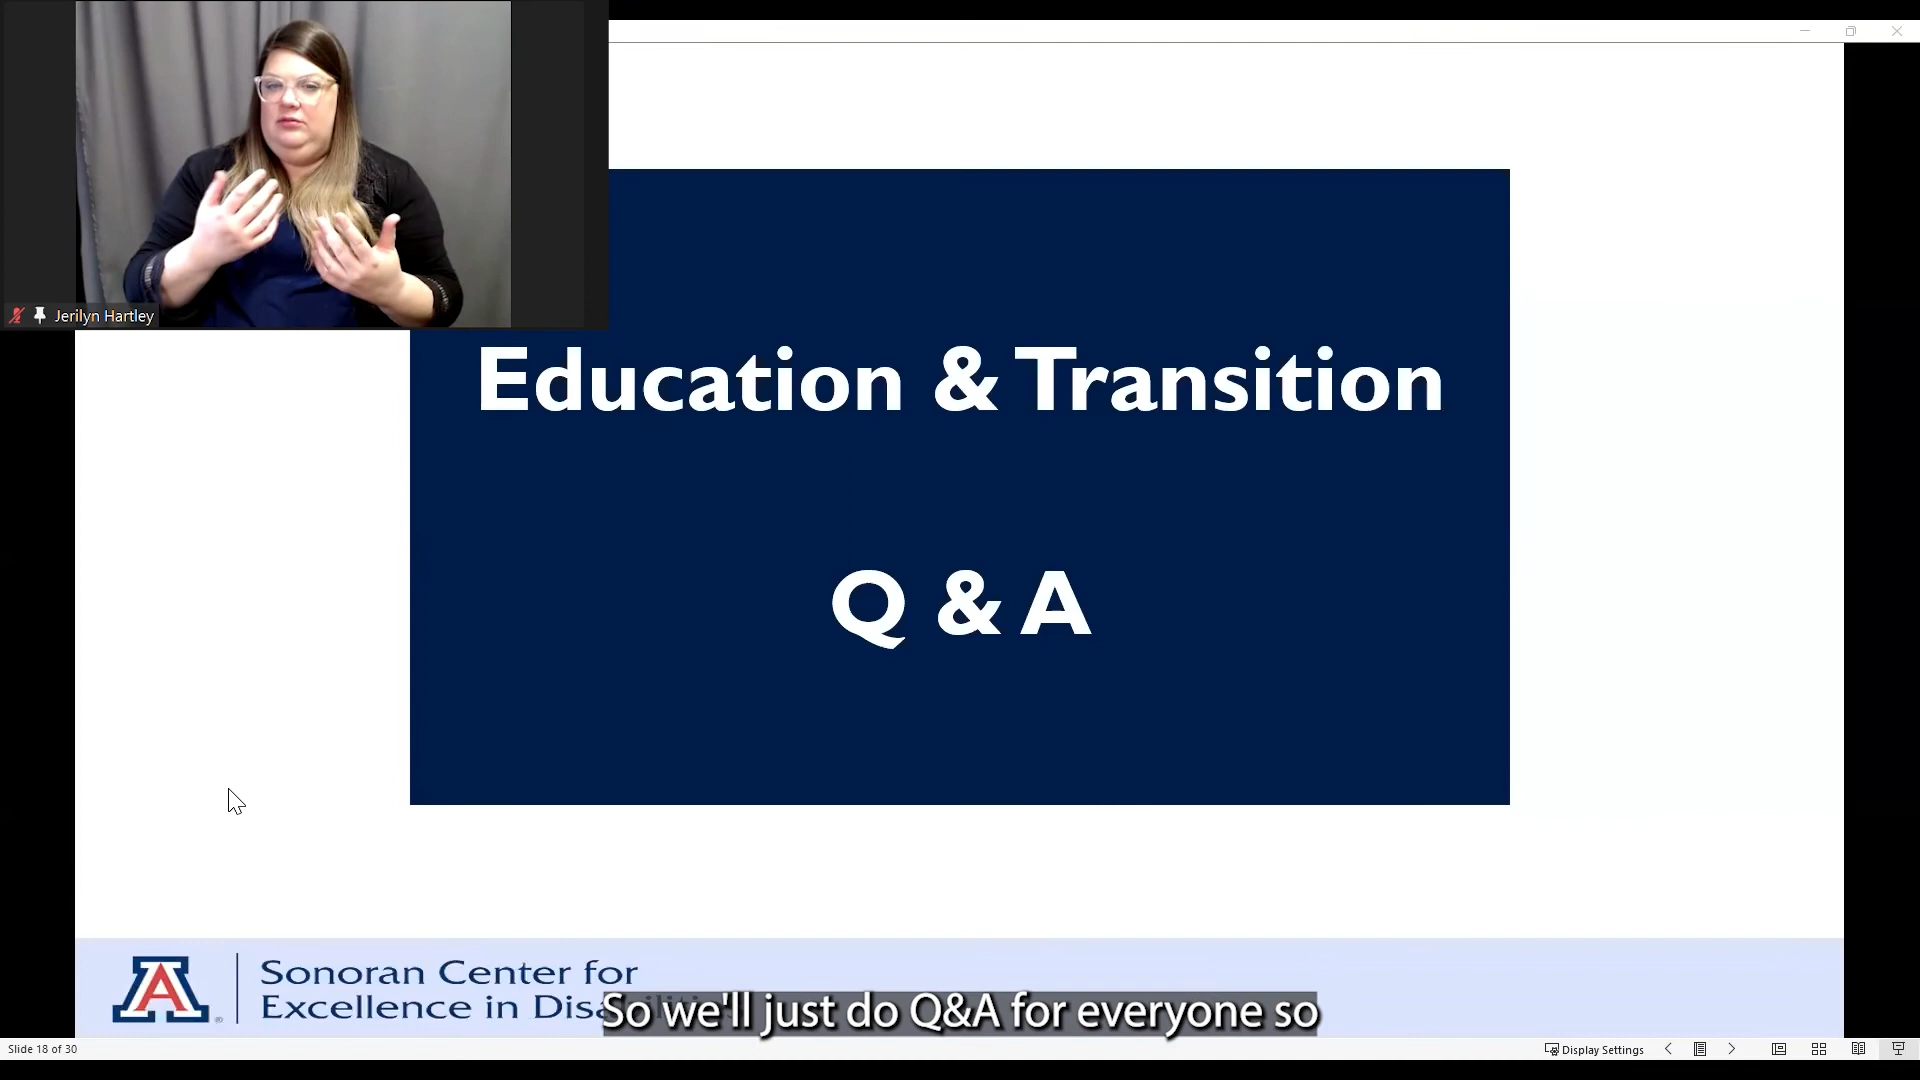 Jerilyn Hartley
Education & Transition
Q & A
Sonoran Center for
Excellence in
So we'll just do Q&A for everyone so
Slide 18 of 30
Display Settings